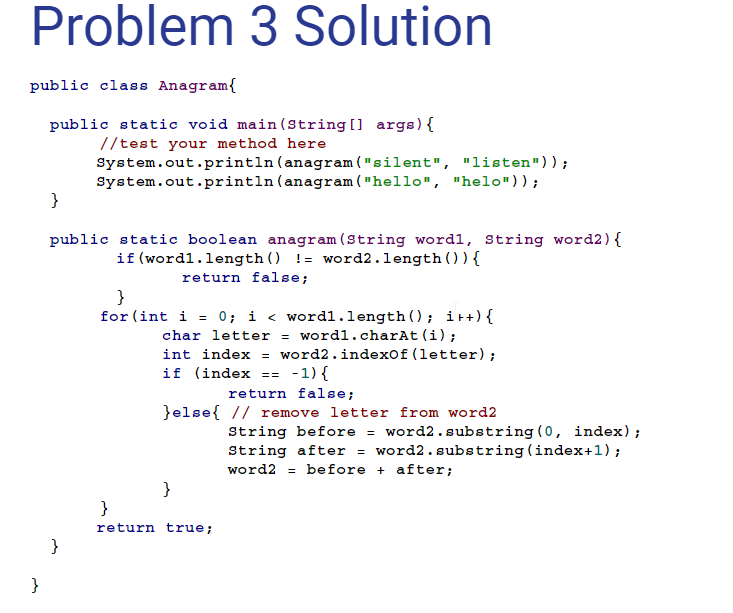 Problem 3 Solution
public class Anagram{
public static void main(String[] args){
//test your method here
System.out.println(anagram("silent", "listen"));
System.out.println(anagram("hello", "helo"));
}
public static boolean anagram(String word1, String word2){
if(word1.length() != word2.length()){
return false;
}
for(int i = 0; i < word1.length(); i++){
char letter = word1.charAt(i);
int index = word2.indexOf(letter);
if (index == -1){
return false;
}else{ // remove letter from word2
String before = word2.substring(0, index);
String after = word2.substring(index+1);
word2 = before + after;
}
}
return true;
}
}